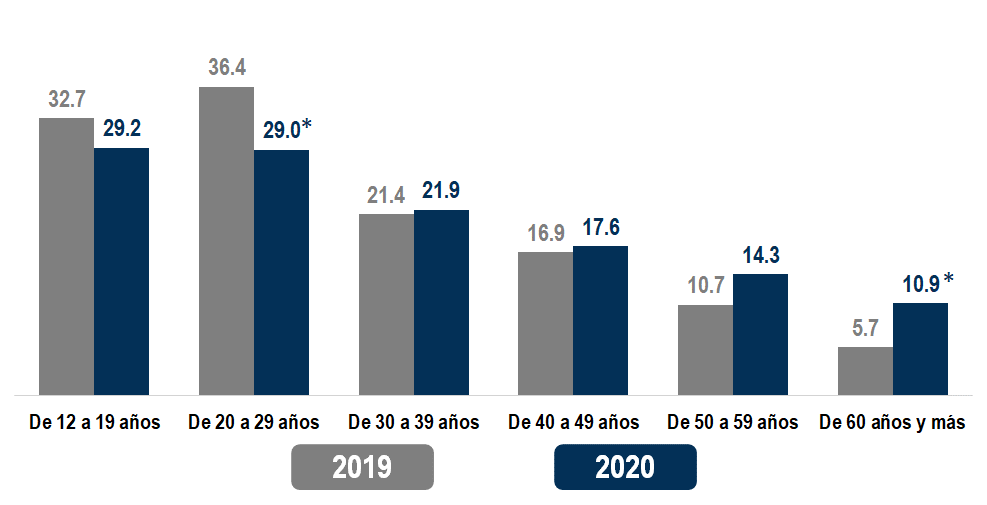 36.4
32.7
29.2
29.0*
21.4
21.9
16.9
17.6
14.3
10.7
10.9*
5.7
De 12 a 19 años
De 20 a 29 años
De 30 a 39 años
De 40 a 49 años
De 50 a 59 años
De 60 años y más
2019
2020